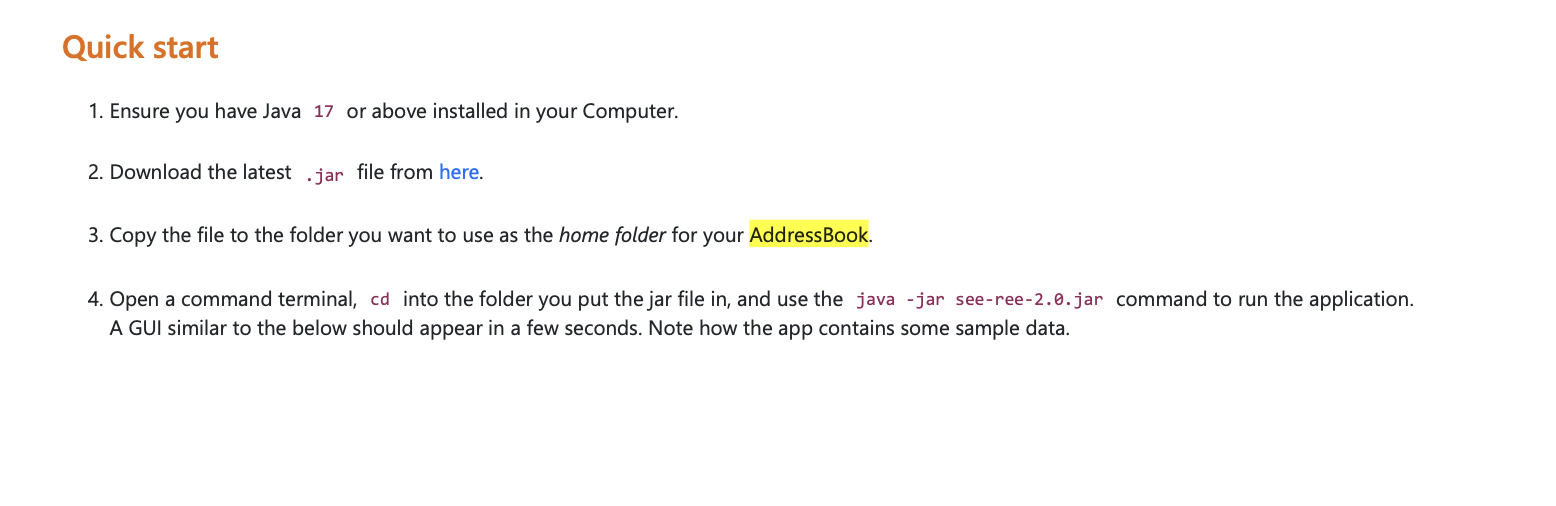 Quick start
1. Ensure you have Java 17 or above installed in your Computer.
2. Download the latest .jar file from here.
3. Copy the file to the folder you want to use as the home folder for your AddressBook.
4. Open a command terminal, cd into the folder you put the jar file in, and use the java -jar see-ree-2.0.jar command to run the application.
A GUI similar to the below should appear in a few seconds. Note how the app contains some sample data.